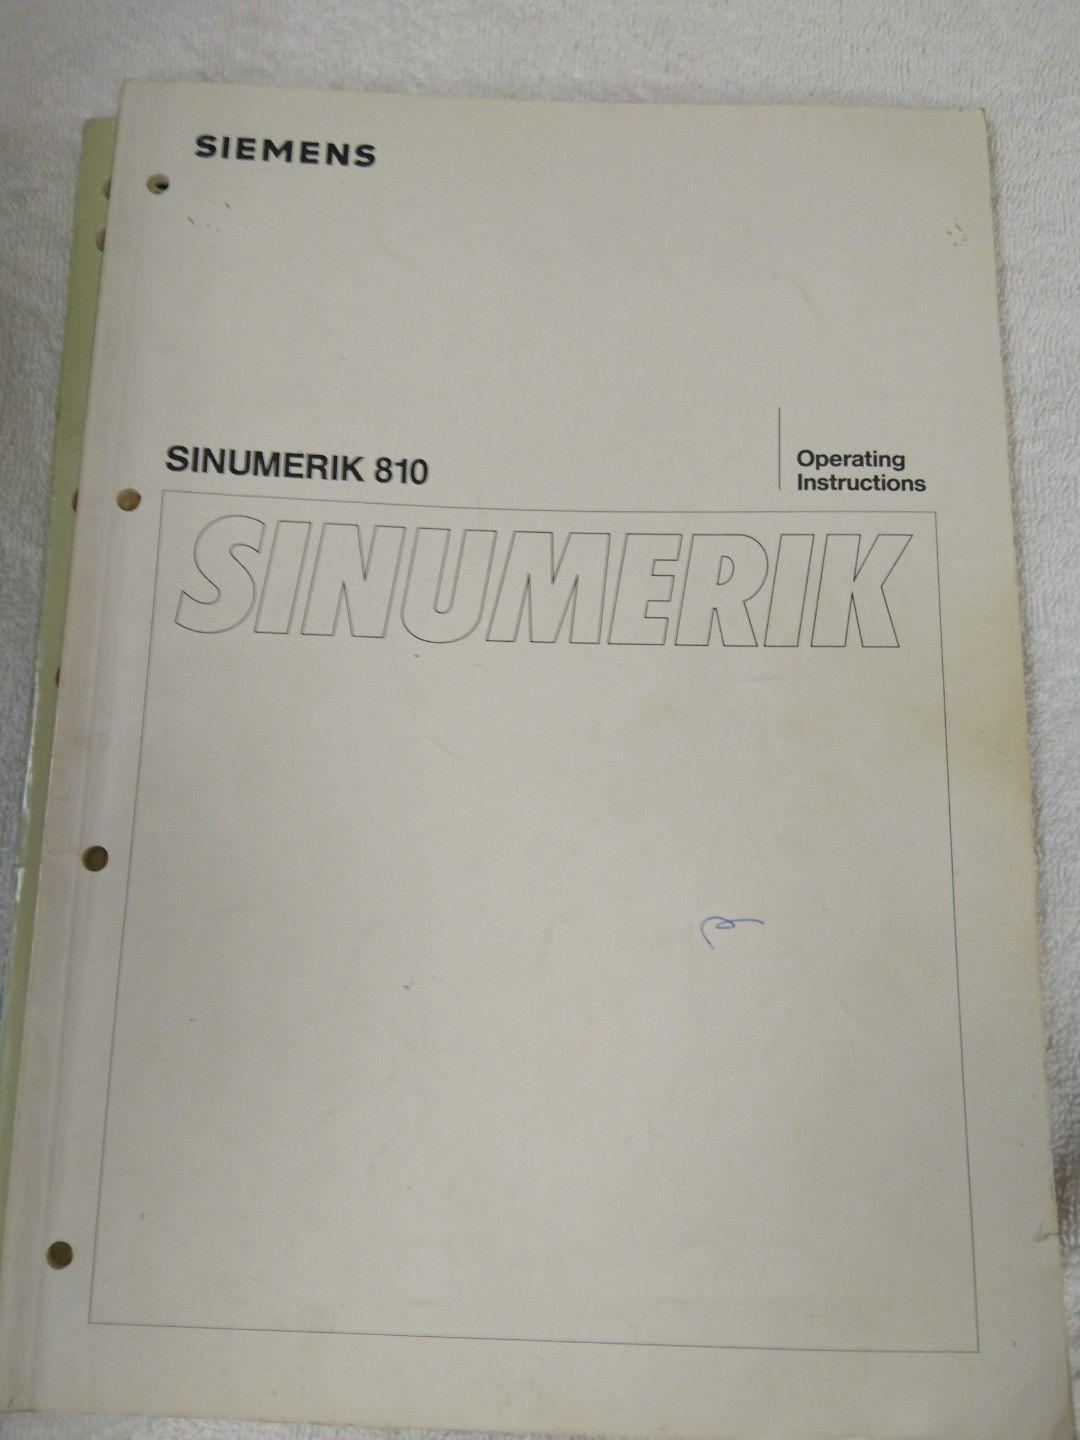 SIEMENS
SINUMERIK 810
Operating
Instructions
SINUMERIK